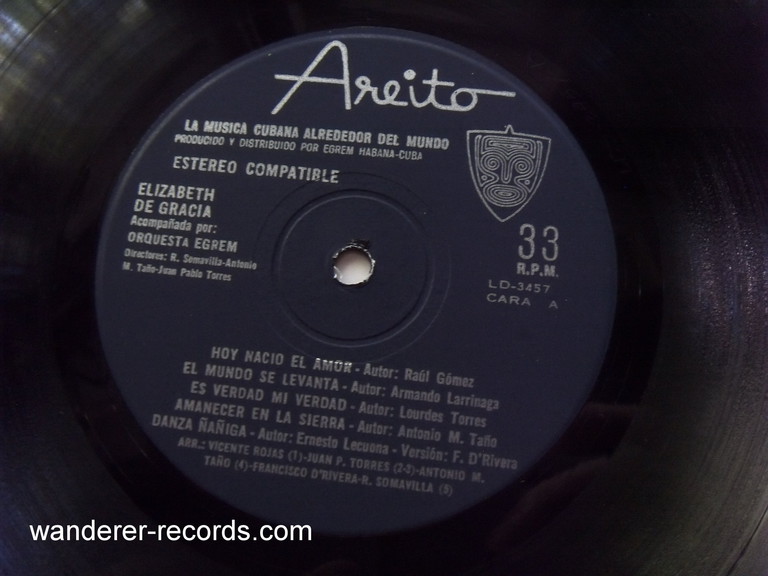 Areito
LA MUSICA CUBANA ALREDEDOR DEL MUNDO
PRODUCIDO Y DISTRIBUIDO POR EGREM HABANA-CUBA
ESTEREO COMPATIBLE
ELIZABETH
DE GRACIA
Acompañada por:
ORQUESTA EGREM
Directores: R. Somavilla-Antonio
M. Taño-Juan Pablo Torres
33
R.P.M.
LD-3457
CARA A
HOY NACIO EL AMOR - Autor: Raúl Gómez
EL MUNDO SE LEVANTA - Autor: Armando Larrinaga
ES VERDAD MI VERDAD - Autor: Lourdes Torres
AMANECER EN LA SIERRA - Autor: Antonio M. Taño
DANZA ÑAÑIGA - Autor: Ernesto Lecuona - Versión: F. D'Rivera
ARR.: VICENTE ROJAS (1)-JUAN P. TORRES (2-3)-ANTONIO M.
TAÑO (4)-FRANCISCO D'RIVERA-R. SOMAVILLA (5)
wanderer-records.com